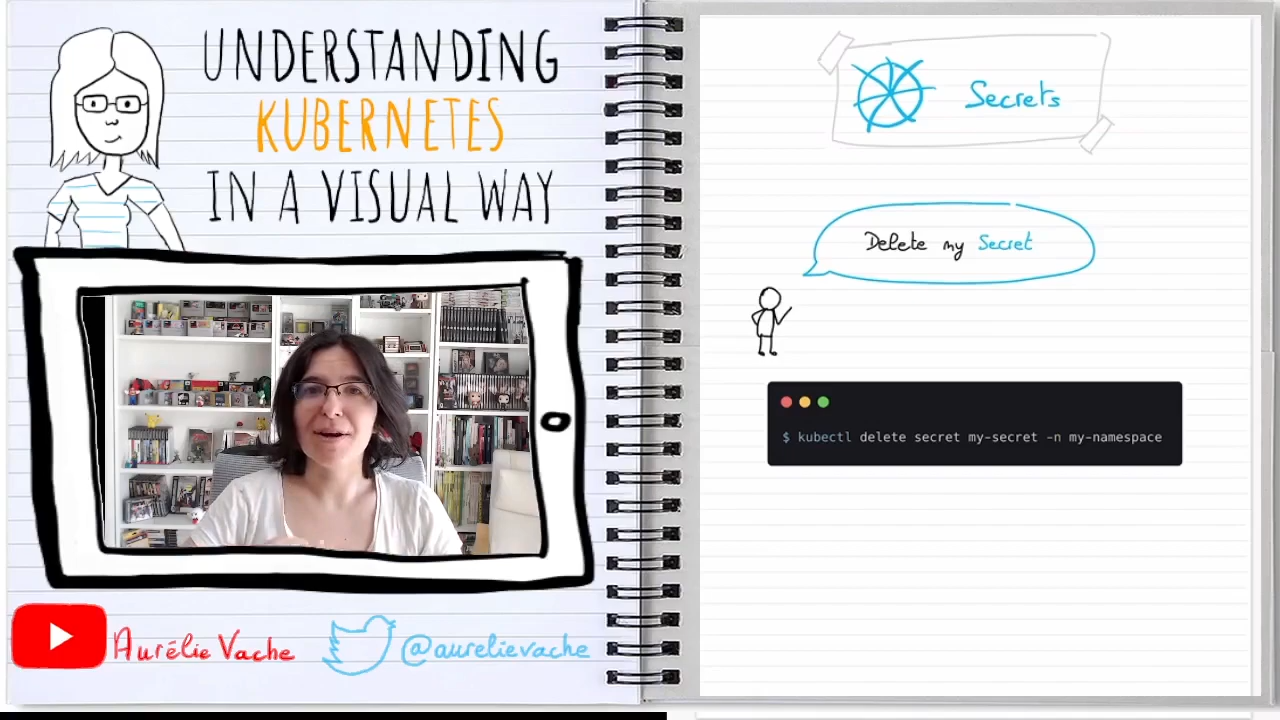 UNDERSTANDING
KUBERNETES
IN A VISUAL WAY
Aurélie Vache
@aurelievache
Secrets
Delete my Secret
$ kubectl delete secret my-secret -n my-namespace